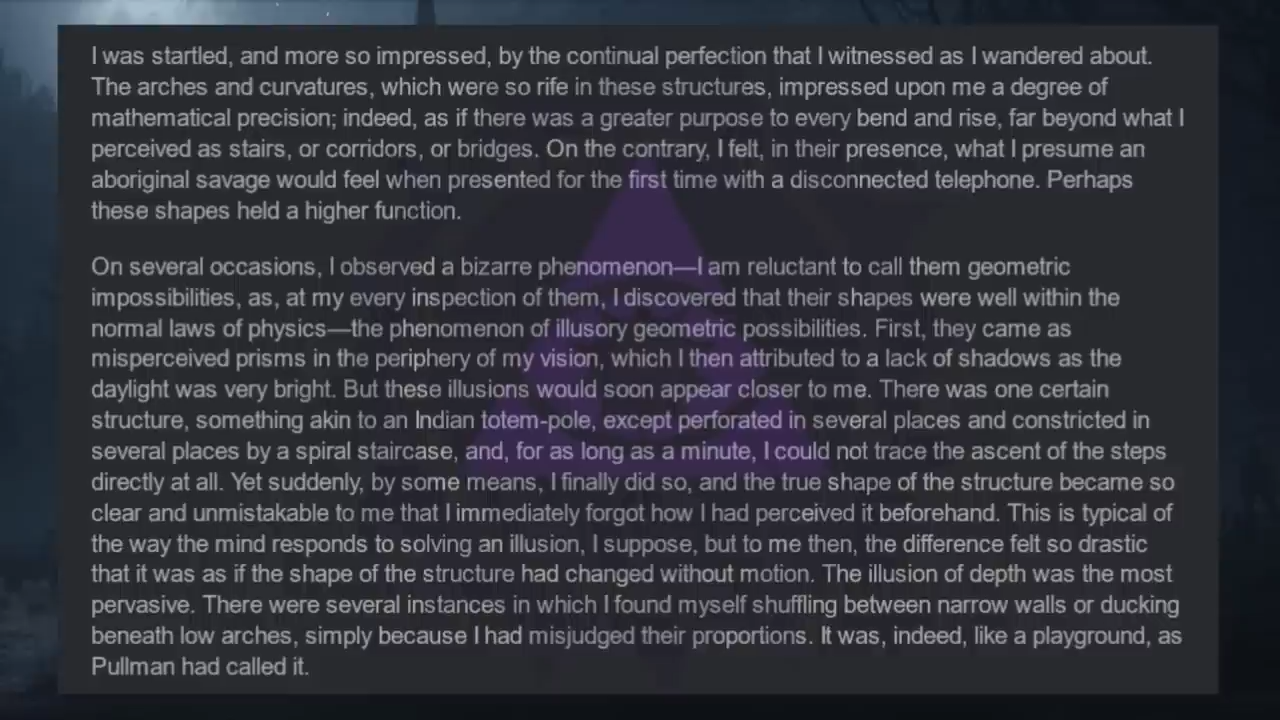 I was startled, and more so impressed, by the continual perfection that I witnessed as I wandered about.
The arches and curvatures, which were so rife in these structures, impressed upon me a degree of
mathematical precision; indeed, as if there was a greater purpose to every bend and rise, far beyond what I
perceived as stairs, or corridors, or bridges. On the contrary, I felt, in their presence, what I presume an
aboriginal savage would feel when presented for the first time with a disconnected telephone. Perhaps
these shapes held a higher function.
On several occasions, I observed a bizarre phenomenon—I am reluctant to call them geometric
impossibilities, as, at my every inspection of them, I discovered that their shapes were well within the
normal laws of physics—the phenomenon of illusory geometric possibilities. First, they came as
misperceived prisms in the periphery of my vision, which I then attributed to a lack of shadows as the
daylight was very bright. But these illusions would soon appear closer to me. There was one certain
structure, something akin to an Indian totem-pole, except perforated in several places and constricted in
several places by a spiral staircase, and, for as long as a minute, I could not trace the ascent of the steps
directly at all. Yet suddenly, by some means, I finally did so, and the true shape of the structure became so
clear and unmistakable to me that I immediately forgot how I had perceived it beforehand. This is typical of
the way the mind responds to solving an illusion, I suppose, but to me then, the difference felt so drastic
that it was as if the shape of the structure had changed without motion. The illusion of depth was the most
pervasive. There were several instances in which I found myself shuffling between narrow walls or ducking
beneath low arches, simply because I had misjudged their proportions. It was, indeed, like a playground, as
Pullman had called it.